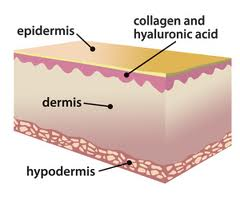 epidermis
collagen and
hyaluronic acid
dermis
hypodermis